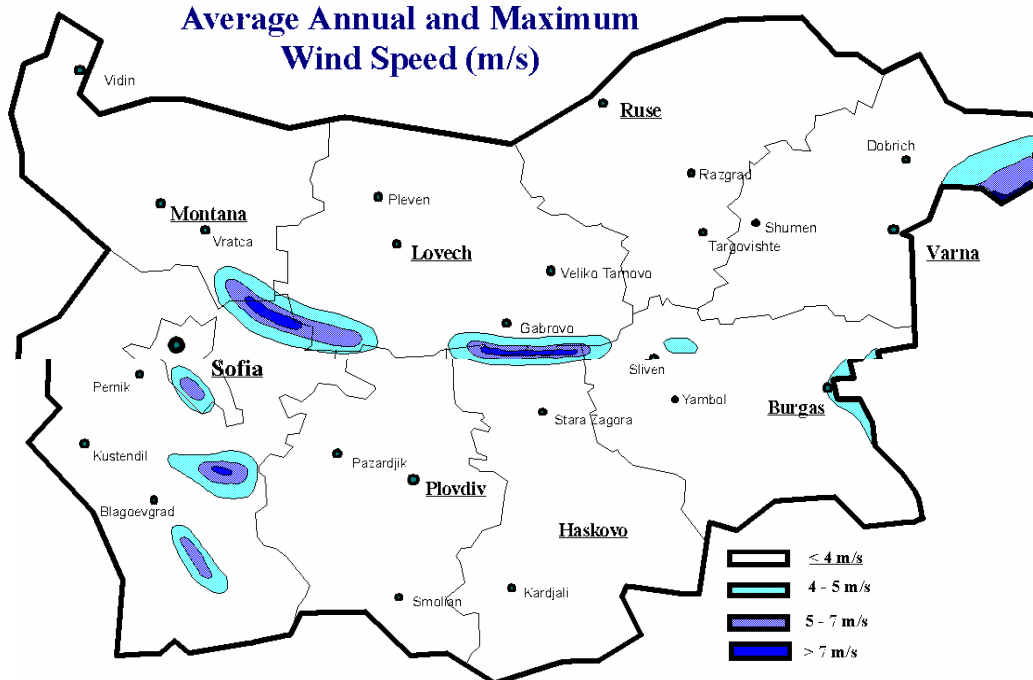 Average Annual and Maximum
Wind Speed (m/s)
Vidin
Ruse
Dobrich
Razgrad
Pleven
Montana
Vratca
Shumen
Targovishte
Lovech
Varna
Veliko Tarnovo
Gabrovo
Sofia
Sliven
Pernik
Yambol
Burgas
Stara Zagora
Kustendil
Pazardjik
Plovdiv
Blagoevgrad
Haskovo
Smolian
Kardjali
< 4 m/s
4 - 5 m/s
5 - 7 m/s
> 7 m/s